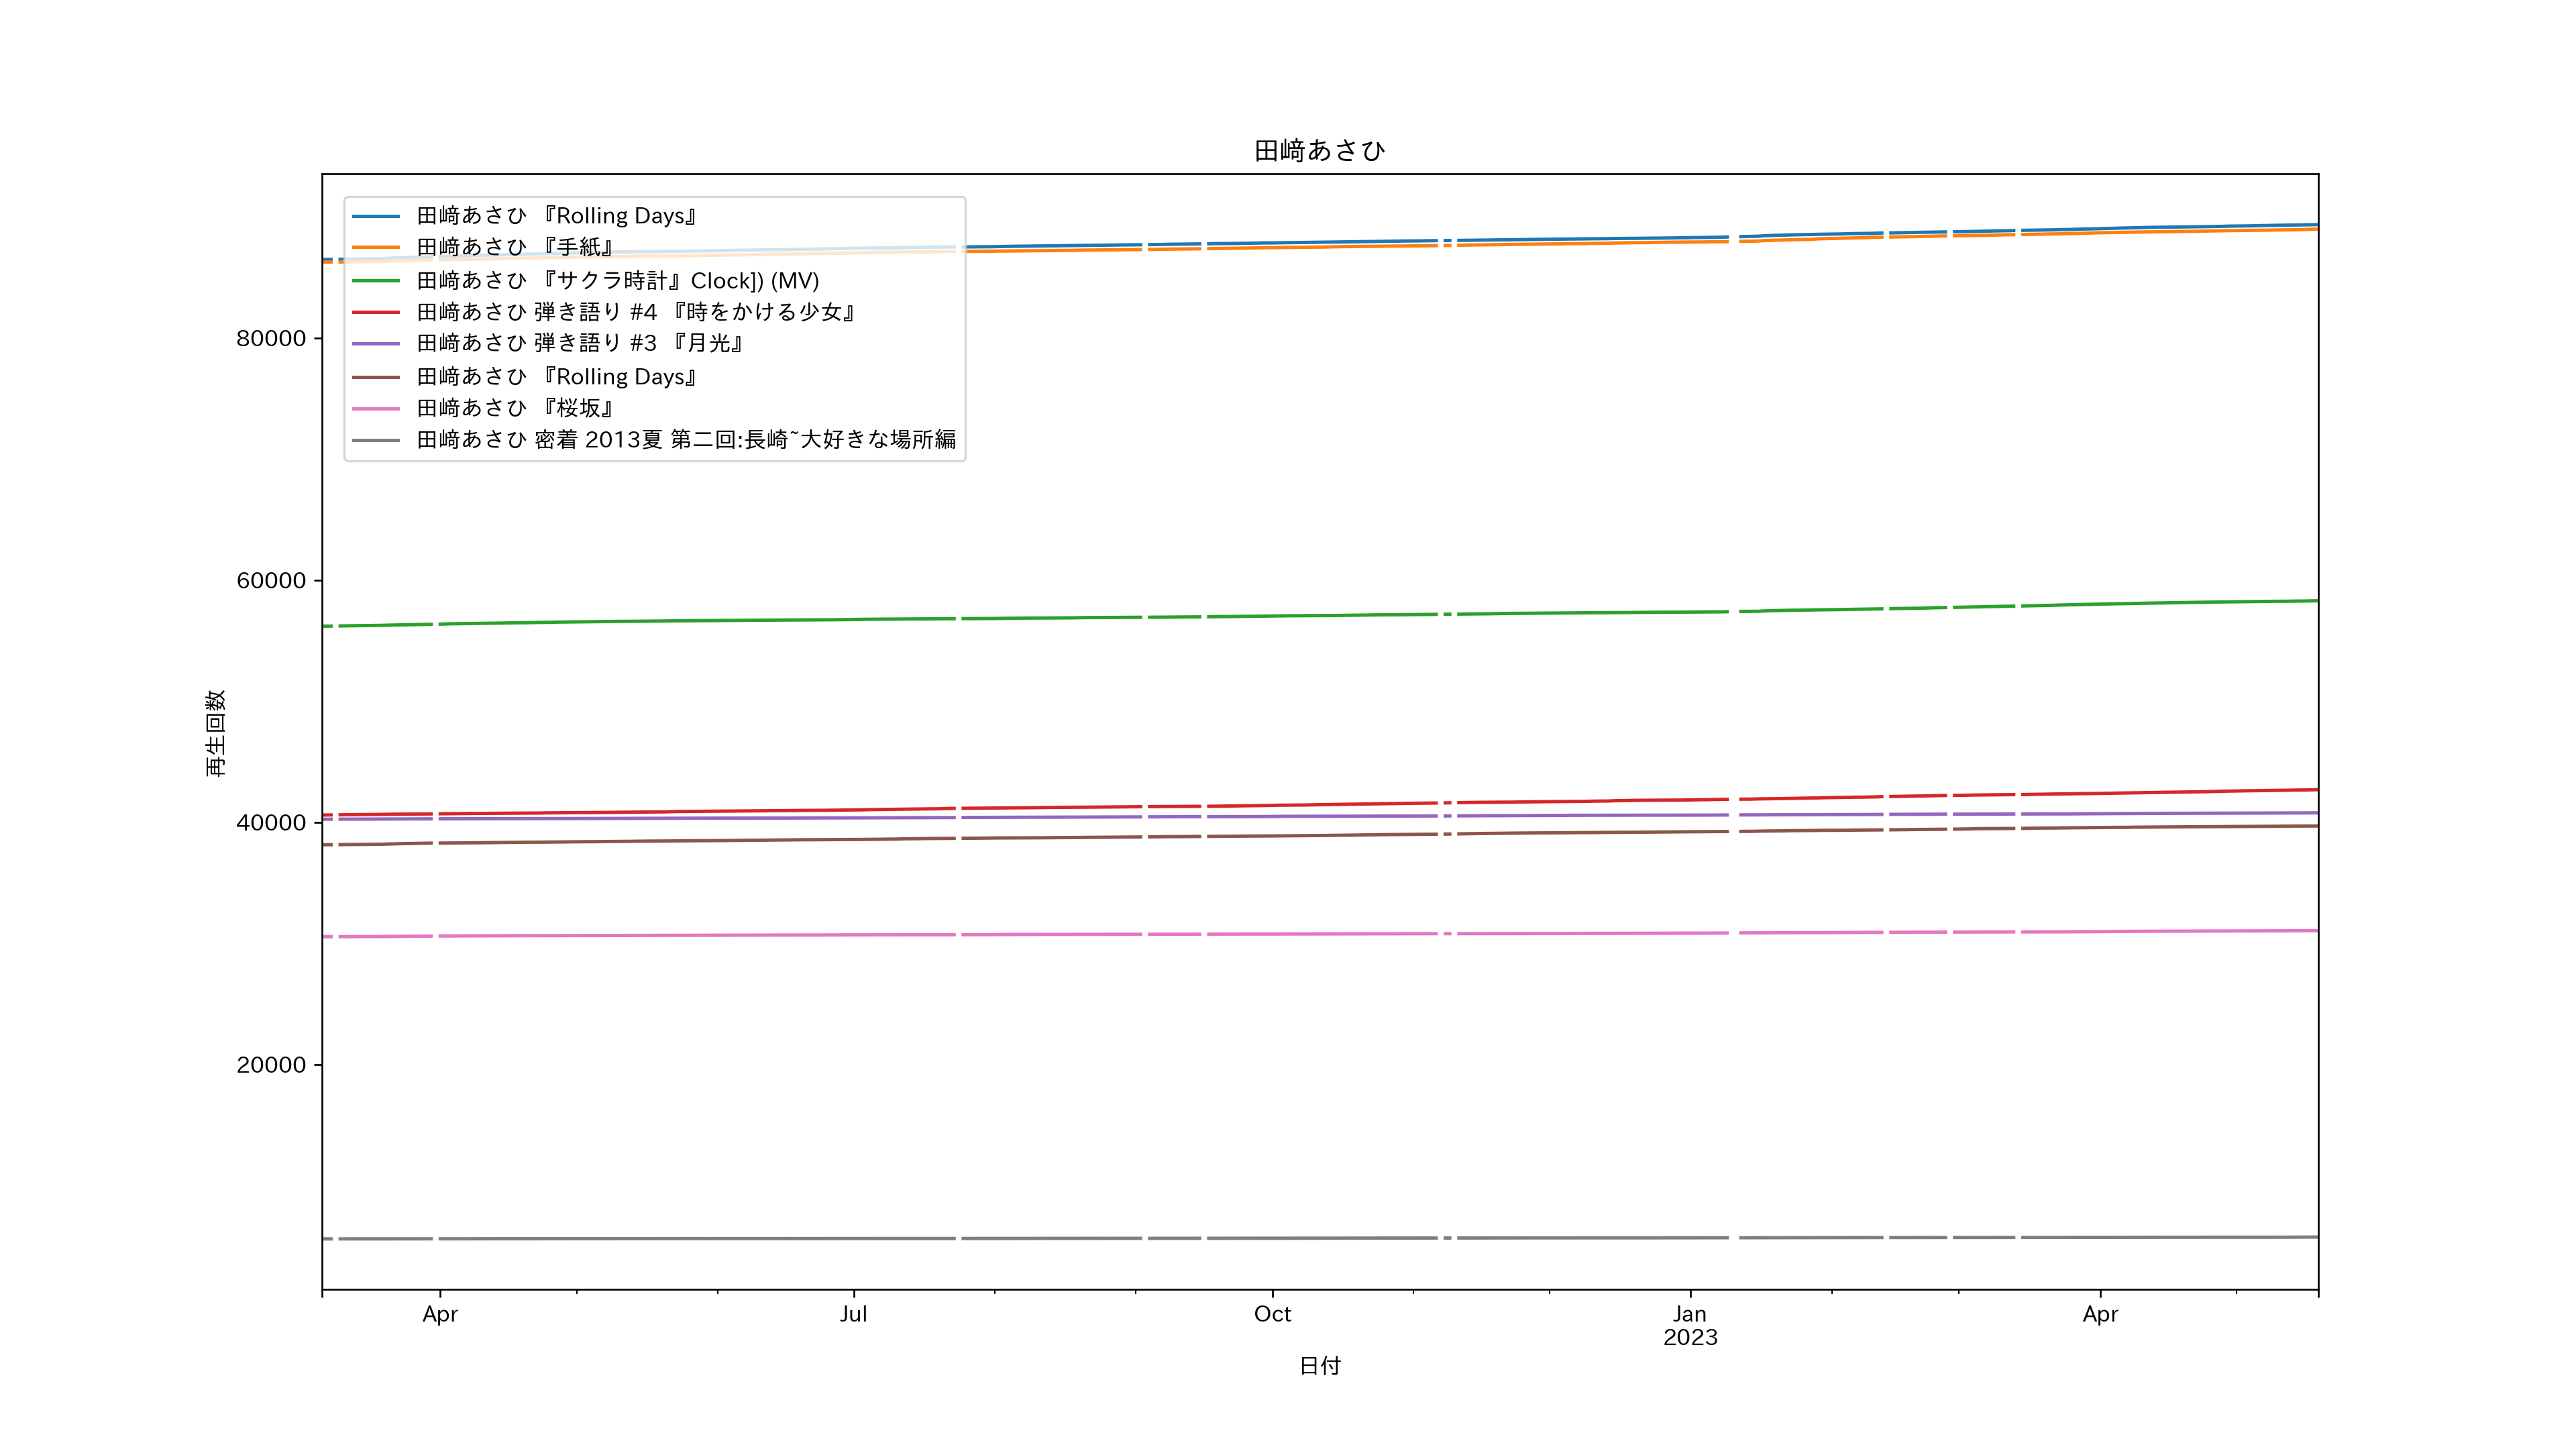 田﨑あさひ
田﨑あさひ 『Rolling Days』
田﨑あさひ 『手紙』
田﨑あさひ 『サクラ時計』Clock]) (MV)
田﨑あさひ 弾き語り #4 『時をかける少女』
田﨑あさひ 弾き語り #3 『月光』
田﨑あさひ 『Rolling Days』
田﨑あさひ 『桜坂』
田﨑あさひ 密着 2013夏 第二回:長崎~大好きな場所編
80000
60000
40000
20000
再生回数
Apr
Jul
Oct
Jan
2023
Apr
日付